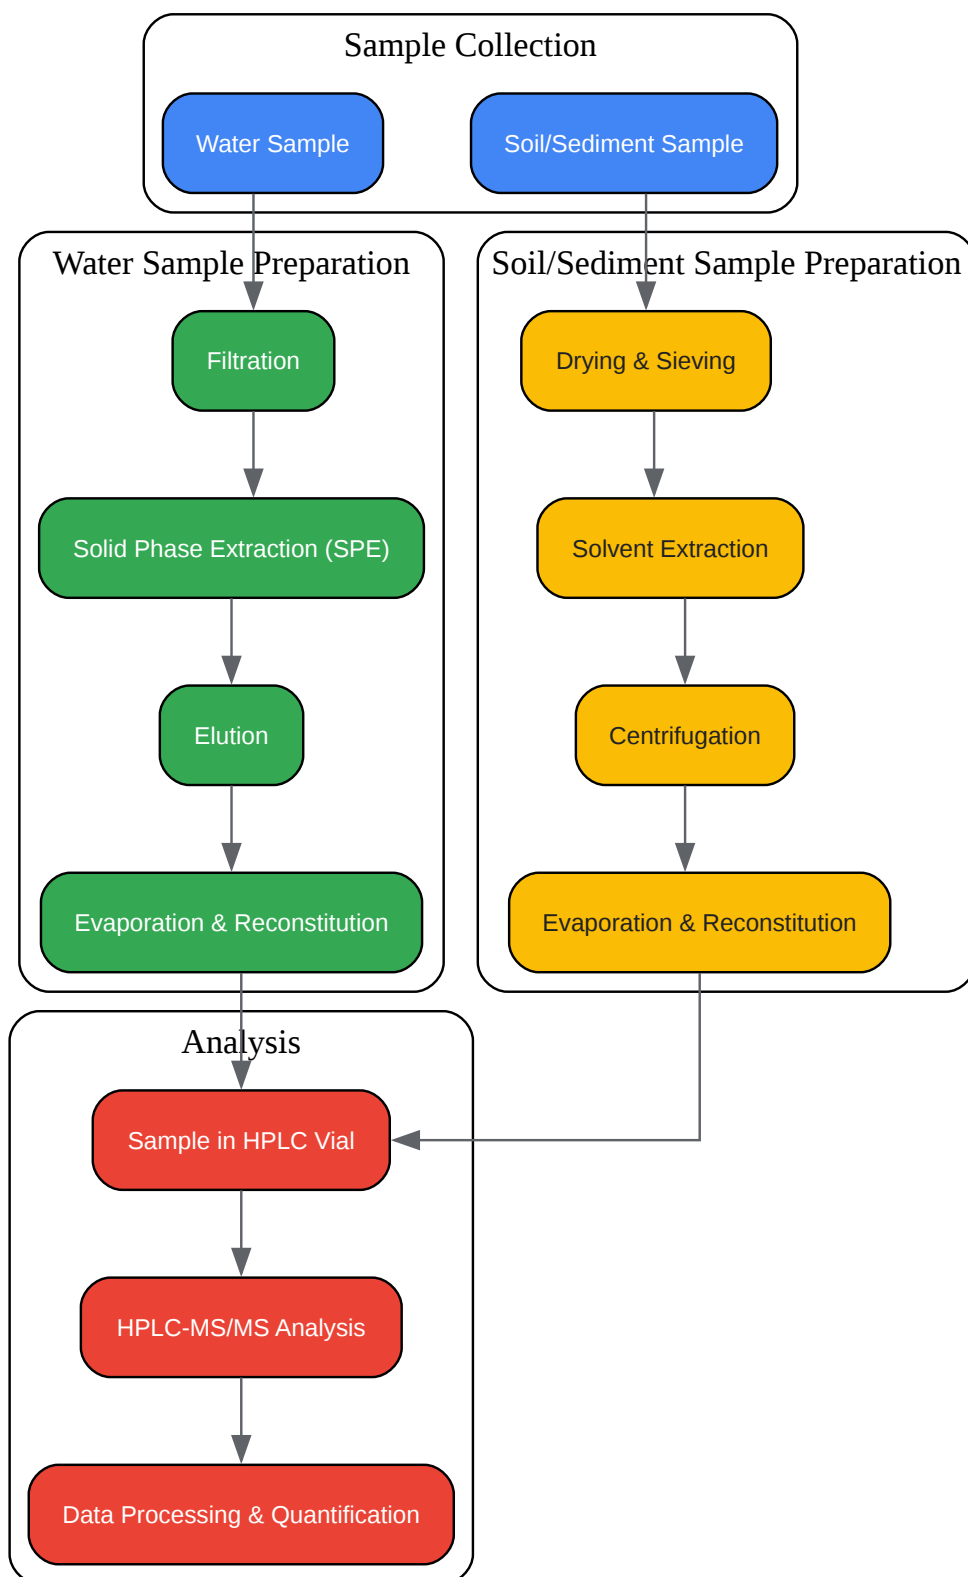 Sample Collection
Water Sample
Soil/Sediment Sample
Water Sample Preparation
Filtration
Solid Phase Extraction (SPE)
Elution
Evaporation & Reconstitution
Soil/Sediment Sample Preparation
Drying & Sieving
Solvent Extraction
Centrifugation
Evaporation & Reconstitution
Analysis
Sample in HPLC Vial
HPLC-MS/MS Analysis
Data Processing & Quantification